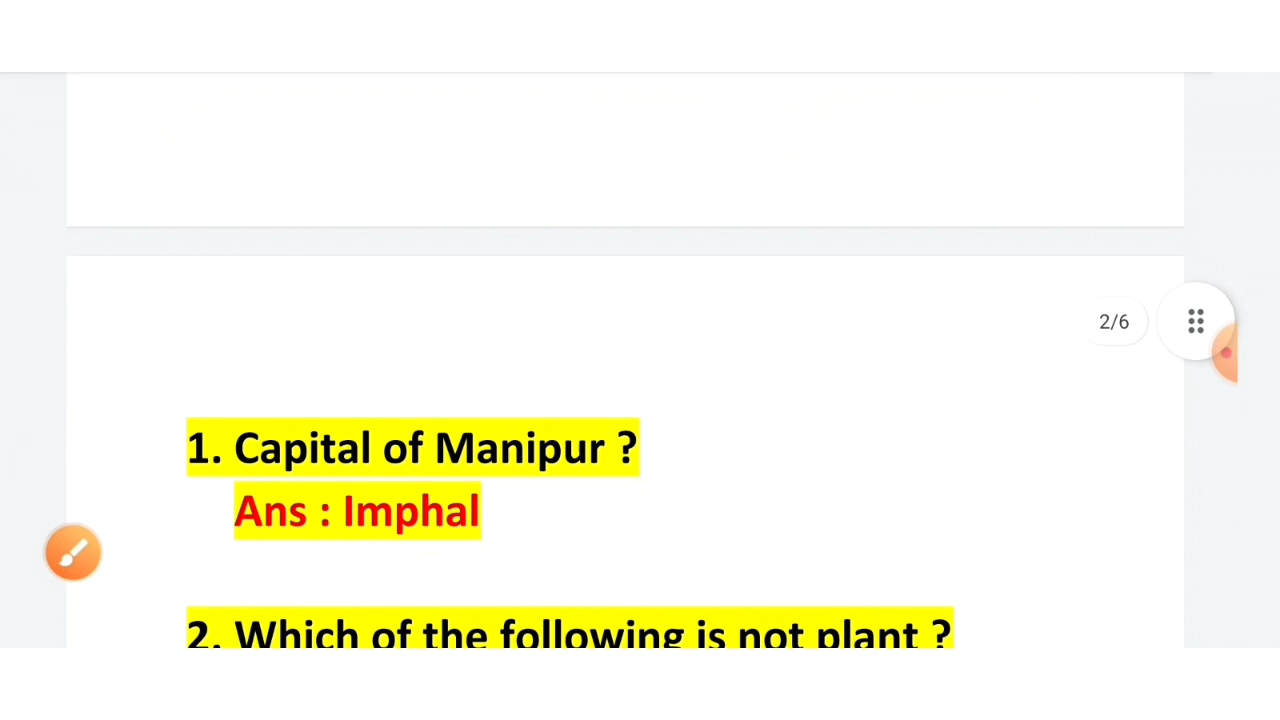 2/6
1. Capital of Manipur ?
Ans : Imphal
2. Which of the following is not plant ?